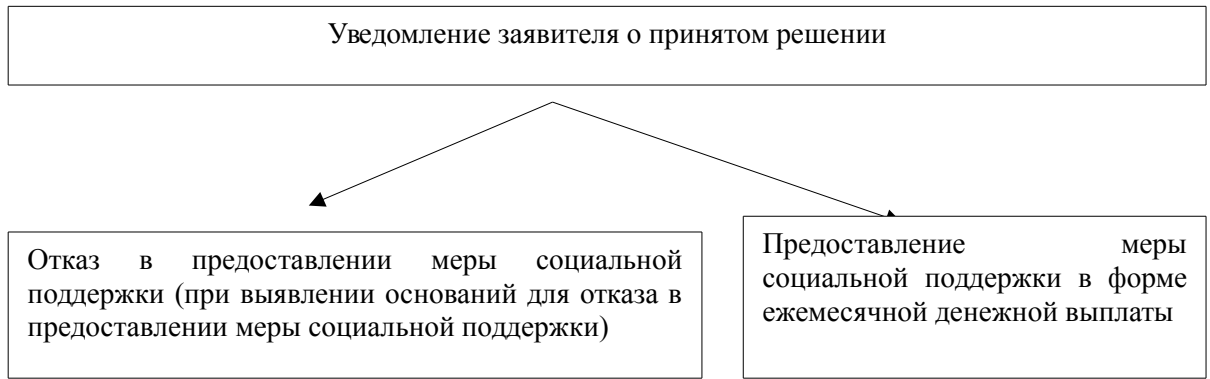 Уведомление заявителя о принятом решении
Отказ в предоставлении меры социальной
поддержки (при выявлении оснований для отказа в
предоставлении меры социальной поддержки)
Предоставление меры
социальной поддержки в форме
ежемесячной денежной выплаты